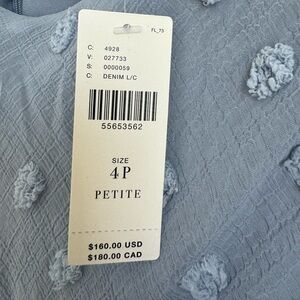 FL_73
C: 4928
V: 027733
S: 0000059
C: DENIM L/C
55653562
SIZE
4P
PETITE
$160.00 USD
$180.00 CAD